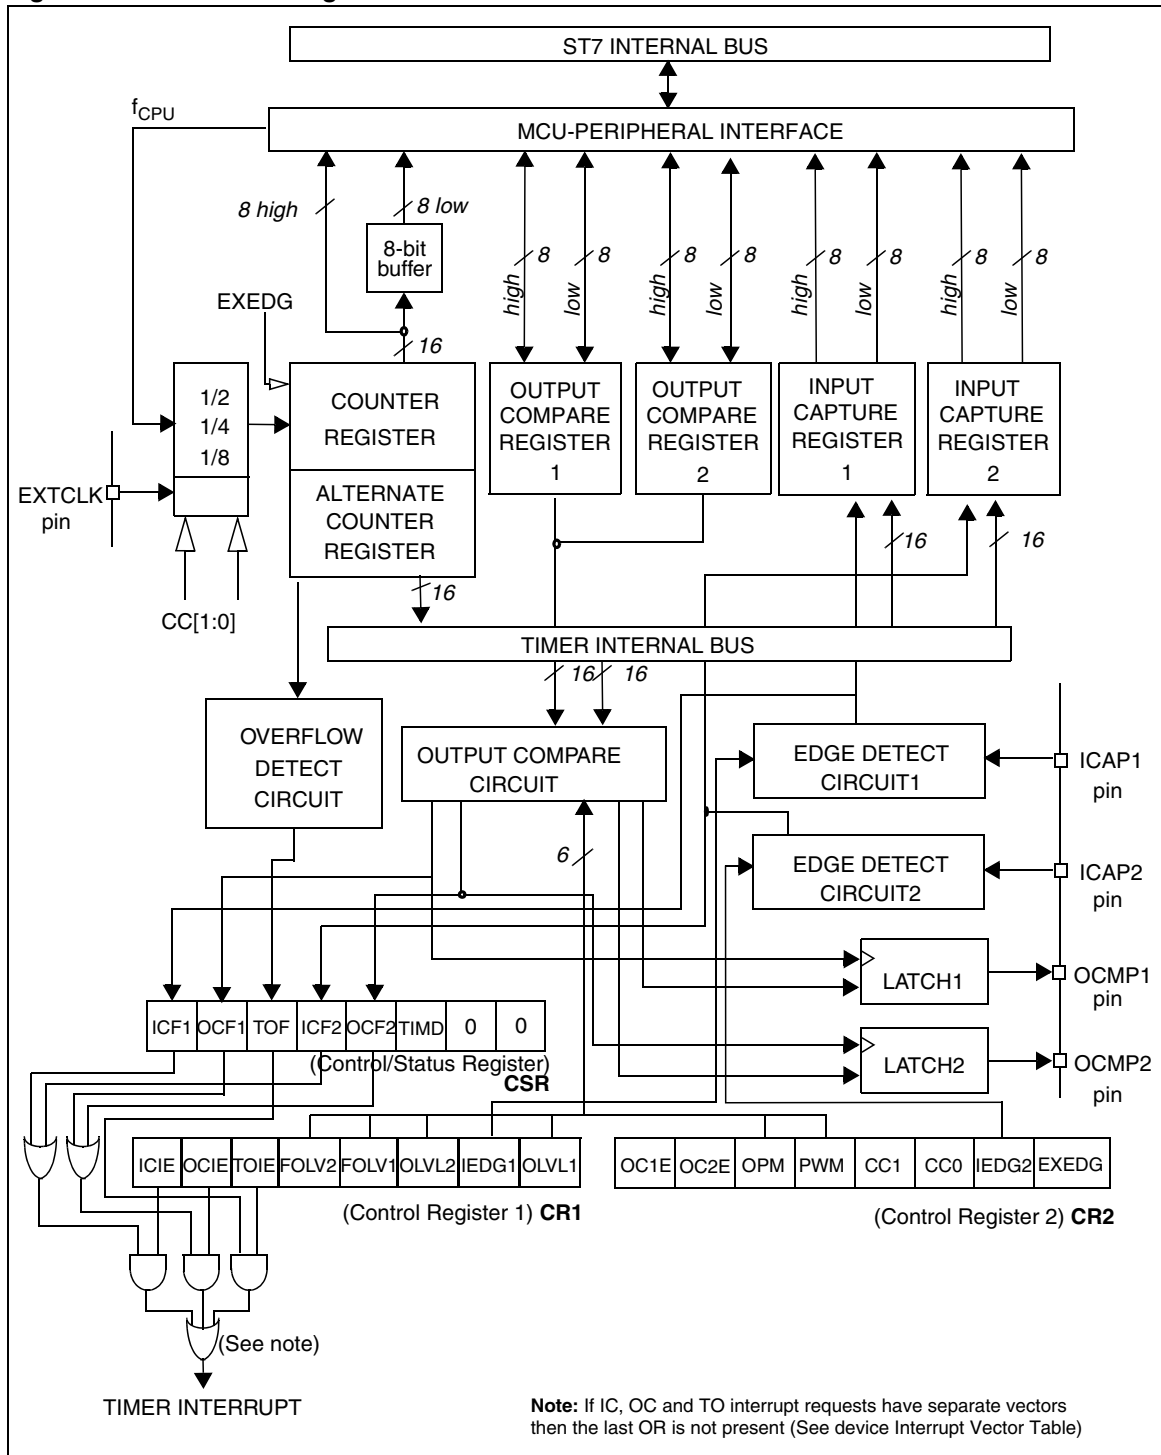 ST7 INTERNAL BUS
fCPU
MCU-PERIPHERAL INTERFACE
8 high
8 low
8-bit
buffer
high
8
low
8
high
8
low
8
high
8
low
8
high
8
low
8
EXEDG
16
1/2
1/4
1/8
COUNTER
REGISTER
OUTPUT
COMPARE
REGISTER
1
OUTPUT
COMPARE
REGISTER
2
INPUT
CAPTURE
REGISTER
1
INPUT
CAPTURE
REGISTER
2
EXTCLK
pin
ALTERNATE
COUNTER
REGISTER
16
16
16
CC[1:0]
TIMER INTERNAL BUS
16
16
OVERFLOW
DETECT
CIRCUIT
OUTPUT COMPARE
CIRCUIT
EDGE DETECT
CIRCUIT1
ICAP1
pin
6
EDGE DETECT
CIRCUIT2
ICAP2
pin
LATCH1
OCMP1
pin
ICF1 OCF1 TOF ICF2 OCF2 TIMD 0 0
(Control/Status Register)
CSR
LATCH2
OCMP2
pin
ICIE OCIE TOIE FOLV2 FOLV1 OLVL2 IEDG1 OLVL1
OC1E OC2E OPM PWM CC1 CC0 IEDG2 EXEDG
(Control Register 1) CR1
(Control Register 2) CR2
(See note)
TIMER INTERRUPT
Note: If IC, OC and TO interrupt requests have separate vectors
then the last OR is not present (See device Interrupt Vector Table)